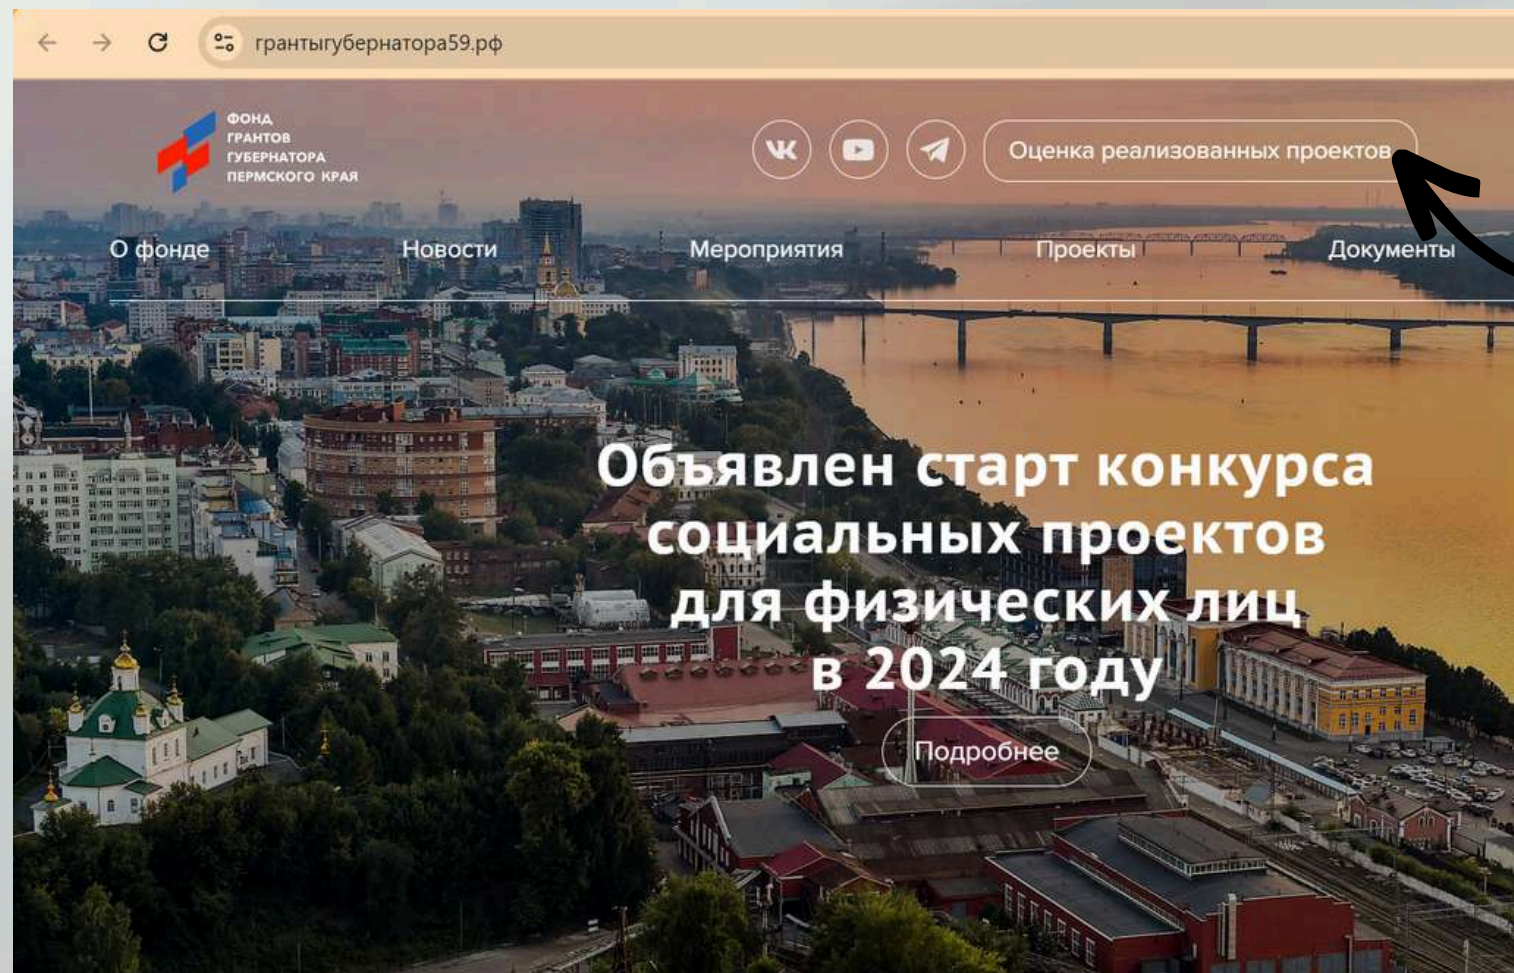 грантыгубернатора59.рф
ФОНД
ГРАНТОВ
ГУБЕРНАТОРА
ПЕРМСКОГО КРАЯ
Оценка реализованных проектов
О фонде
Новости
Мероприятия
Проекты
Документы
Объявлен старт конкурса
социальных проектов
для физических лиц
в 2024 году
Подробнее